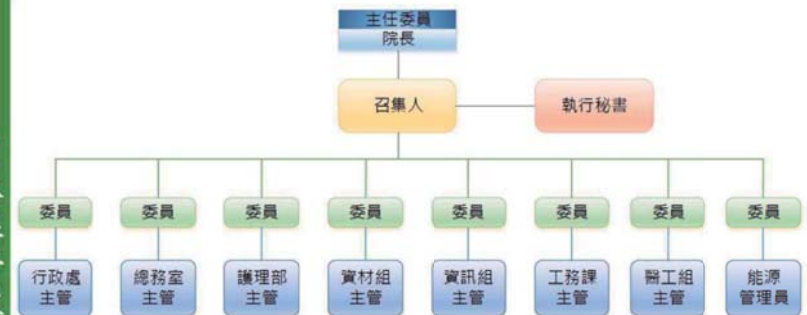 主任委員
院長
召集人
執行秘書
委員
委員
委員
委員
委員
委員
委員
委員
行政處
主管
總務室
主管
護理部
主管
資材組
主管
資訊組
主管
工務課
主管
醫工組
主管
能源
管理員